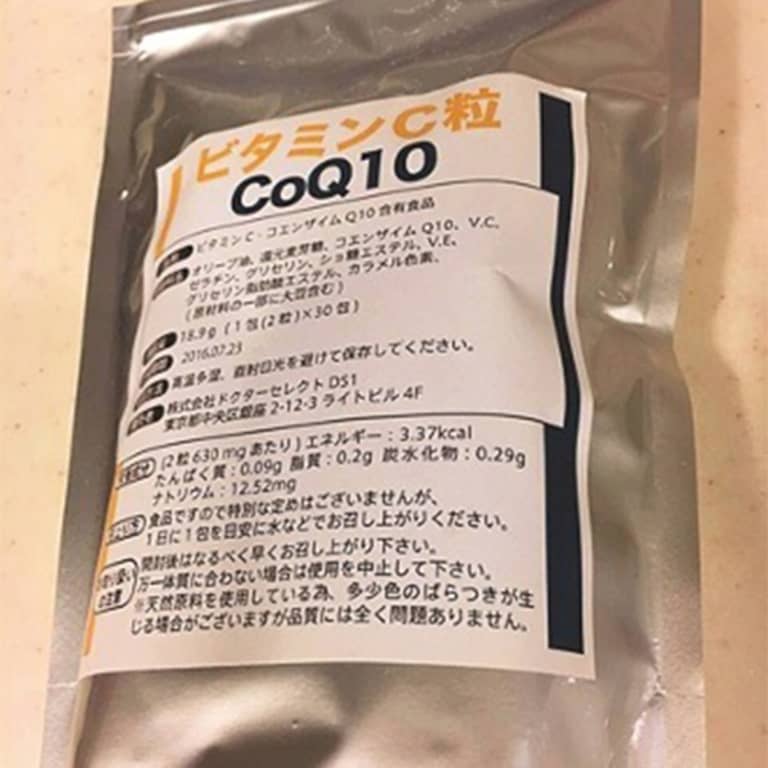 ビタミンC粒
CoQ10
ビタミンC・コエンザイムQ10含有食品
オリーブ油、還元麦芽糖、コエンザイムQ10、V.C、
ゼラチン、グリセリン、ショ糖エステル、V.E、
グリセリン脂肪酸エステル、カラメル色素、
(原材料の一部に大豆含む)
18.9g (1包(2粒)×30包)
2016.07.23
高温多湿、直射日光を避けて保存してください。
株式会社ドクターセレクト DS1
東京都中央区銀座2-12-3 ライトビル 4F
(2粒 630mgあたり) エネルギー:3.37kcal
たんぱく質:0.09g 脂質:0.2g 炭水化物:0.29g
ナトリウム:12.52mg
食品ですので特別な定めはございませんが、
1日に1包を目安に水などでお召し上がりください。
開封後はなるべく早くお召し上がり下さい。
万一体質に合わない場合は使用を中止して下さい。
の注意
※天然原料を使用している為、多少色のばらつきが生
じる場合がございますが品質には全く問題ありません。